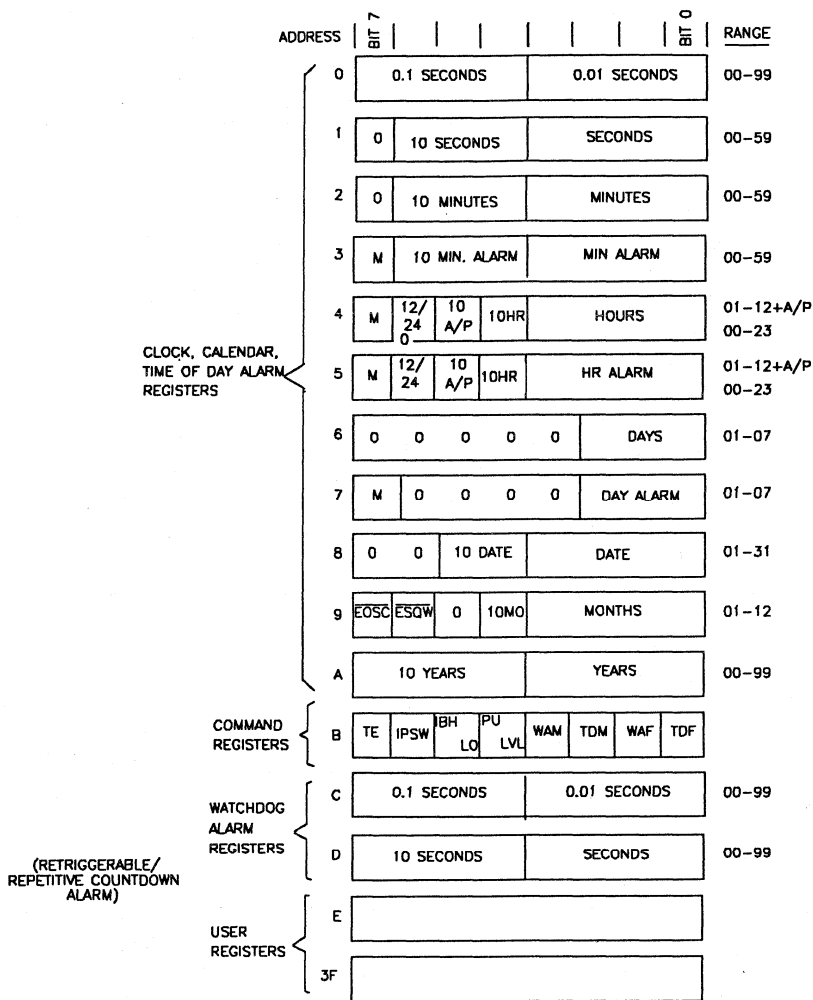 ADDRESS BIT 7 BIT 0 RANGE
0 0.1 SECONDS 0.01 SECONDS 00-99
1 0 10 SECONDS SECONDS 00-59
2 0 10 MINUTES MINUTES 00-59
3 M 10 MIN. ALARM MIN ALARM 00-59
4 M 12/24 0 10 A/P 10HR HOURS 01-12+A/P 00-23
CLOCK, CALENDAR,
TIME OF DAY ALARM
REGISTERS
5 M 12/24 10 A/P 10HR HR ALARM 01-12+A/P 00-23
6 0 0 0 0 0 DAYS 01-07
7 M 0 0 0 0 DAY ALARM 01-07
8 0 0 10 DATE DATE 01-31
9 EOSC ESQW 0 10MO MONTHS 01-12
A 10 YEARS YEARS 00-99
COMMAND
REGISTERS
B TE IPSW IBH LO PU LVL WAM TDM WAF TDF
C 0.1 SECONDS 0.01 SECONDS 00-99
WATCHDOG
ALARM
REGISTERS
D 10 SECONDS SECONDS 00-99
(RETRIGGERABLE/
REPETITIVE COUNTDOWN
ALARM)
E
USER
REGISTERS
3F